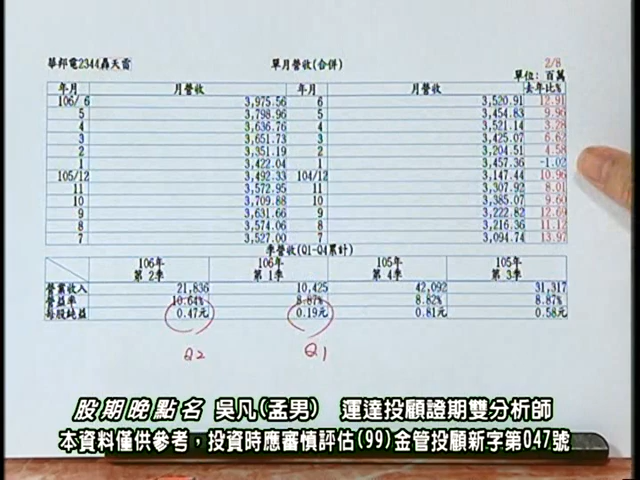 華邦電2344轟天雷 單月營收(合併) 2/8
單位: 百萬
年月 月營收 年月 月營收 去年比%
106/ 6 3,975.56 6 3,520.91 12.91
5 3,798.96 5 3,454.83 9.96
4 3,636.76 4 3,521.14 3.28
3 3,651.73 3 3,425.07 6.62
2 3,351.19 2 3,204.51 4.58
1 3,422.04 1 3,457.36 -1.02
105/12 3,492.33 104/12 3,147.44 10.96
11 3,572.95 11 3,307.92 8.01
10 3,709.88 10 3,385.07 9.60
9 3,631.66 9 3,222.82 12.69
8 3,574.06 8 3,216.36 11.12
7 3,527.00 7 3,094.74 13.97
季營收(Q1-Q4累計)
106年 106年 105年 105年
第 2季 第 1季 第 4季 第 3季
營業收入 21,836 10,425 42,092 31,317
營益率 10.64% 8.87% 8.82% 8.87%
每股純益 0.47元 0.19元 0.81元 0.58元
Q2 Q1
股期晚點名 吳凡(孟男) 運達投顧證期雙分析師
本資料僅供參考，投資時應審慎評估(99)金管投顧新字第047號